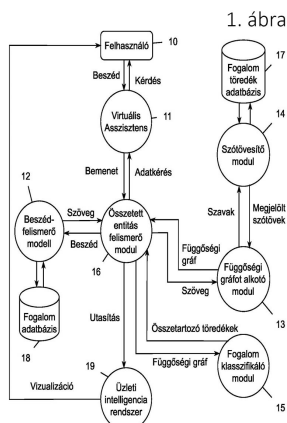 1. ábra
Felhasználó
10
Beszéd
Kérdés
17
Fogalom
töredék
adatbázis
Virtuális
Asszisztens
11
14
Szótövesítő
modul
12
Bemenet
Adatkérés
Beszéd-
felismerő
modell
Szöveg
Beszéd
Összetett
entitás
felismerő
modul
16
Szavak
Megjelölt
szótövek
Függőségi
gráf
Szöveg
Függőségi
gráfot alkotó
modul
13
Fogalom
adatbázis
18
Utasítás
Összetartozó töredékek
Függőségi gráf
Fogalom
klasszifikáló
modul
15
Vizualizáció
19
Üzleti
intelligencia
rendszer